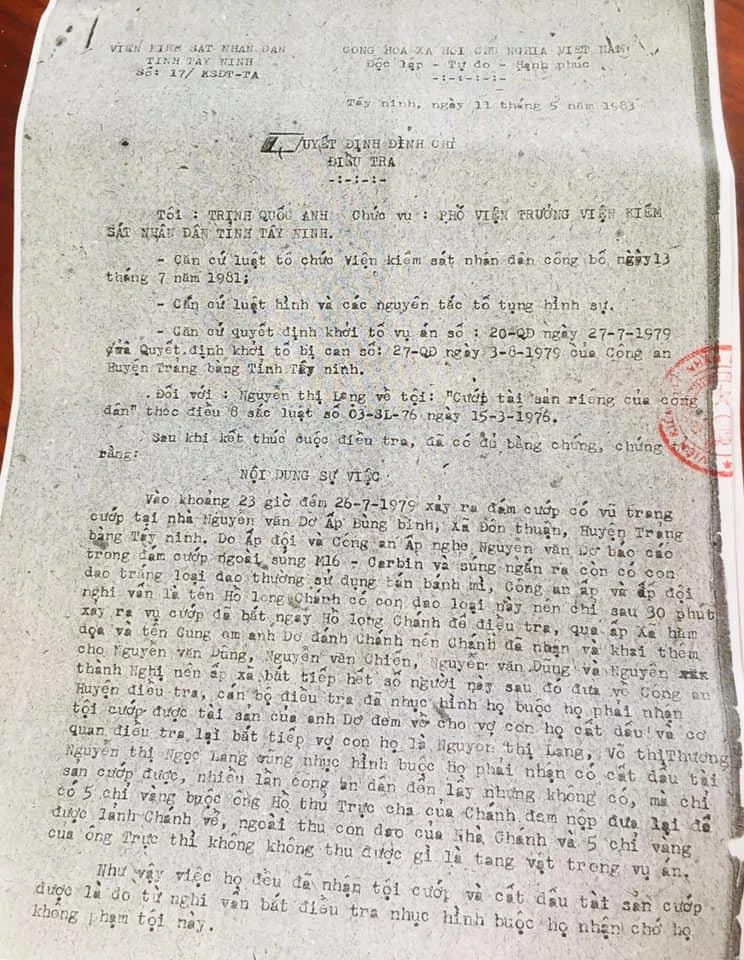 VIỆN KIỂM SÁT NHÂN DÂN
TỈNH TÂY NINH
Số: 17/ KSĐT-TA
CỘNG HÒA XÃ HỘI CHỦ NGHĨA VIỆT NAM
Độc lập - Tự do - Hạnh phúc
-:-:-:-:-
Tây ninh, ngày 11 tháng 5 năm 1983
QUYẾT ĐỊNH ĐÌNH CHỈ
ĐIỀU TRA
-:-:-:-
Tôi : TRỊNH QUỐC ANH Chức vụ : PHÓ VIỆN TRƯỞNG VIỆN KIỂM
SÁT NHÂN DÂN TỈNH TÂY NINH.
- Căn cứ luật tổ chức Viện kiểm sát nhân dân công bố ngày13
tháng 7 năm 1981;
- Căn cứ luật hình và các nguyên tắc tố tụng hình sự.
- Căn cứ quyết định khởi tố vụ án số : 20-QĐ ngày 27-7-1979
Quyết định khởi tố bị can số: 27-QĐ ngày 3-8-1979 của Công an
Huyện Trảng bàng Tỉnh Tây ninh.
Đối với : Nguyễn thị Lang về tội: "Cướp tài sản riêng của công
dân" theo điều 8 sắc luật số 03-SL-76 ngày 15-3-1976.
Sau khi kết thúc cuộc điều tra, đã có đủ bằng chứng, chứng
rằng:
NỘI DUNG SỰ VIỆC
Vào khoảng 23 giờ đêm 26-7-1979 xảy ra đám cướp có vũ trang
cướp tại nhà Nguyễn văn Dơ Ấp Bùng bình, Xã Đôn thuận, Huyện Trảng
bàng Tây ninh. Do Ấp đội và Công an Ấp nghe Nguyễn văn Dơ báo cáo
trong đám cướp ngoài súng M16 - Carbin và súng ngắn ra còn có con
dao trắng loại dao thường sử dụng tán bánh mì, Công an ấp và ấp đội
nghi vấn là tên Hồ long Chánh có con dao loại này nên chỉ sau 30 phút
xảy ra vụ cướp đã bắt ngay Hồ long Chánh để điều tra, qua ấp Xã hăm
dọa và tên Cung em anh Dơ đánh Chánh nên Chánh đã nhận và khai thêm
cho Nguyễn văn Dũng, Nguyễn văn Chiến, Nguyễn văn Dung và Nguyễn xxx
thành Nghị nên ấp xã bắt tiếp hết số người này sau đó đưa về Công an
Huyện điều tra, cán bộ điều tra đã nhục hình họ buộc họ phải nhận
tội cướp được tài sản của anh Dơ đem về cho vợ con họ cất dấu và cơ
quan điều tra lại bắt tiếp vợ con họ là Nguyễn thị Lang, Võ thị Thương
Nguyễn thị Ngọc Lang cũng nhục hình buộc họ phải nhận có cất dấu tài
sản cướp được, nhiều lần công an dẫn đến lấy nhưng không có, mà chỉ
có 5 chỉ vàng buộc ông Hồ thu Trực cha của Chánh đem nộp đưa lại để
được lảnh Chánh về, ngoài thu con dao của Nhà Chánh và 5 chỉ vàng
của ông Trực thì không không thu được gì là tang vật trong vụ án.
Như vậy việc họ đều đã nhận tội cướp và cất dấu tài sản cướp
được là do từ nghi vấn bắt điều tra nhục hình buộc họ nhận chớ họ
không phạm tội này.